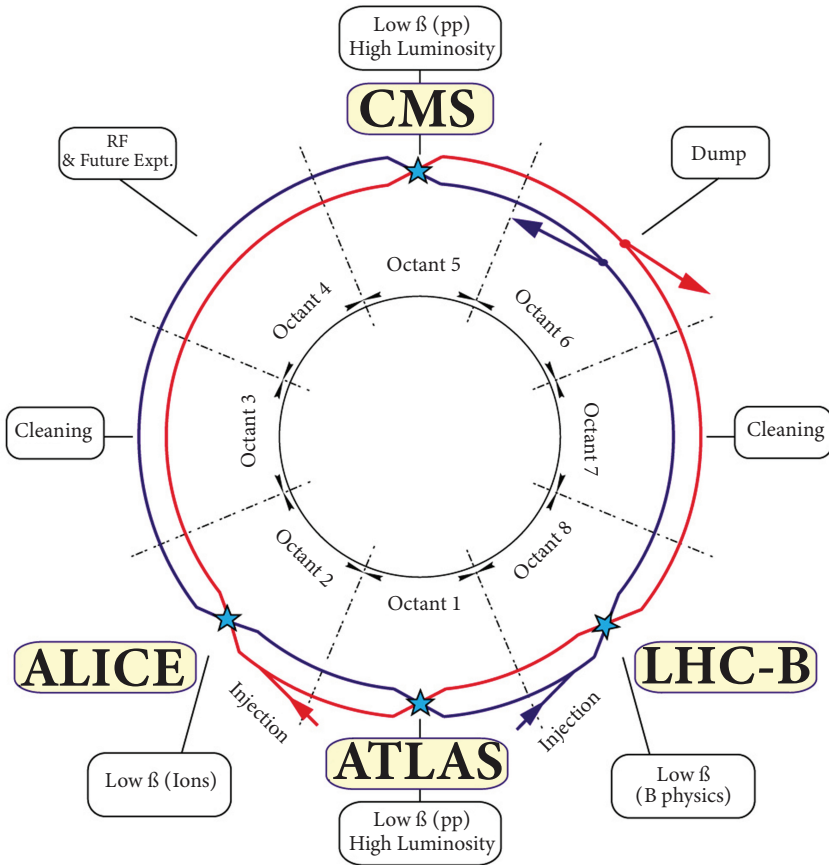 Low ß (pp)
High Luminosity
CMS
RF
& Future Expt.
Dump
Octant 5
Octant 4
Octant 6
Cleaning
Octant 3
Octant 7
Cleaning
Octant 2
Octant 8
Octant 1
ALICE
LHC-B
Injection
Injection
ATLAS
Low ß (Ions)
Low ß
(B physics)
Low ß (pp)
High Luminosity